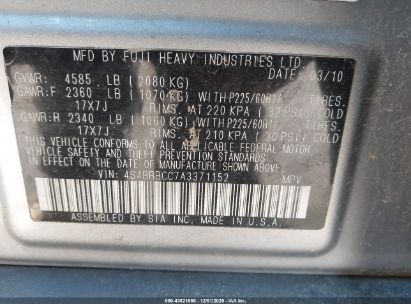 MFD. BY FUJI HEAVY INDUSTRIES LTD.
DATE: 03/10
GVWR: 4585 LB (2080 KG)
GAWR:F 2360 LB (1070 KG) WITH P225/60R17 TIRES,
17X7J RIMS, AT 220 KPA (32 PSI) COLD
GAWR:R 2340 LB (1060 KG) WITH P225/60R17 TIRES,
17X7J RIMS, AT 210 KPA (30 PSI) COLD
THIS VEHICLE CONFORMS TO ALL APPLICABLE FEDERAL MOTOR
VEHICLE SAFETY, BUMPER, AND THEFT PREVENTION STANDARDS
IN EFFECT ON THE DATE OF MANUFACTURE SHOWN ABOVE.
VIN: 4S4BRBCC7A3371152 MPV
ASSEMBLED BY SIA INC. MADE IN U.S.A.